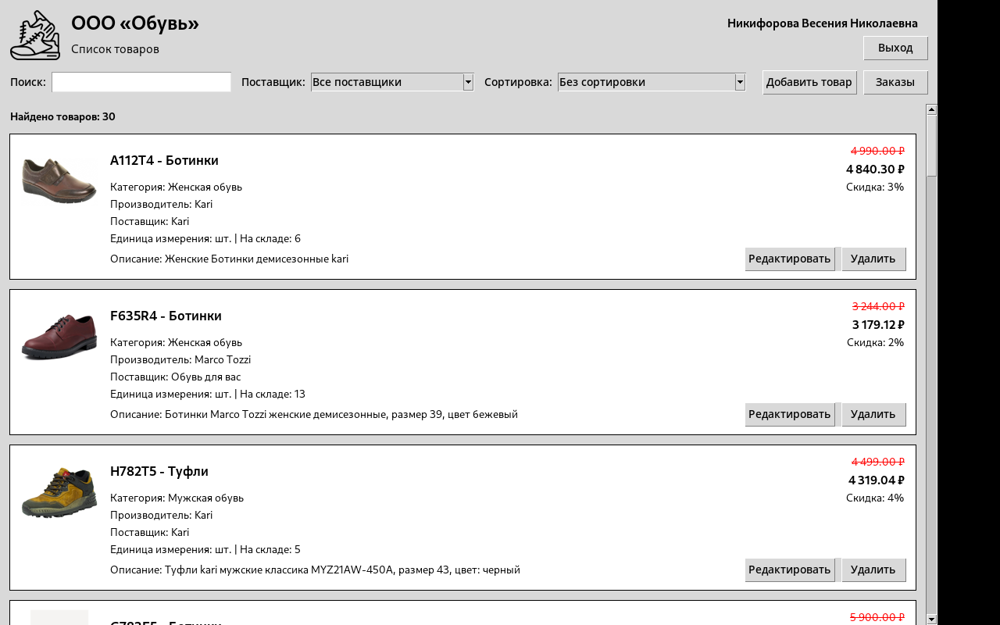 ООО «Обувь»
Никифорова Весения Николаевна
Список товаров
Выход
Поиск:
Поставщик: Все поставщики
Сортировка: Без сортировки
Добавить товар
Заказы
Найдено товаров: 30
A112T4 - Ботинки
4 990.00 ₽
4 840.30 ₽
Скидка: 3%
Категория: Женская обувь
Производитель: Kari
Поставщик: Kari
Единица измерения: шт. | На складе: 6
Описание: Женские Ботинки демисезонные kari
Редактировать
Удалить
F635R4 - Ботинки
3 244.00 ₽
3 179.12 ₽
Скидка: 2%
Категория: Женская обувь
Производитель: Marco Tozzi
Поставщик: Обувь для вас
Единица измерения: шт. | На складе: 13
Описание: Ботинки Marco Tozzi женские демисезонные, размер 39, цвет бежевый
Редактировать
Удалить
H782T5 - Туфли
4 499.00 ₽
4 319.04 ₽
Скидка: 4%
Категория: Мужская обувь
Производитель: Kari
Поставщик: Kari
Единица измерения: шт. | На складе: 5
Описание: Туфли kari мужские классика MYZ21AW-450A, размер 43, цвет: черный
Редактировать
Удалить
5 900.00 ₽